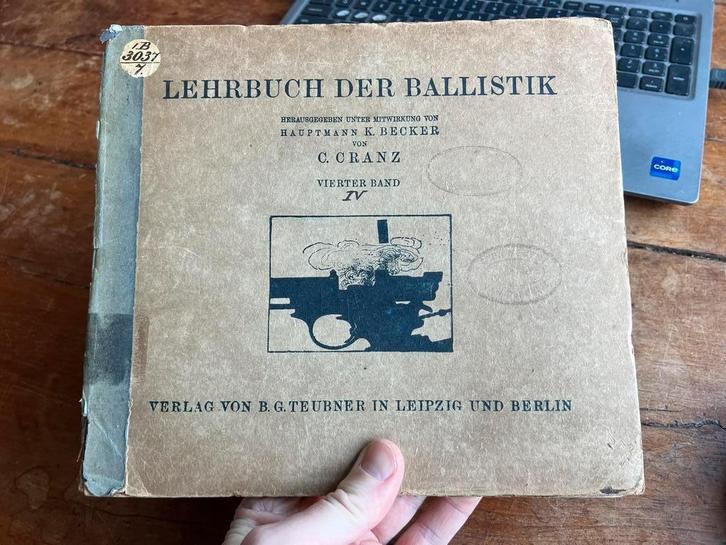 I.B
3037
7.
LEHRBUCH DER BALLISTIK
HERAUSGEGEBEN UNTER MITWIRKUNG VON
HAUPTMANN K. BECKER
VON
C. CRANZ
VIERTER BAND
IV
VERLAG VON B. G. TEUBNER IN LEIPZIG UND BERLIN
CORE